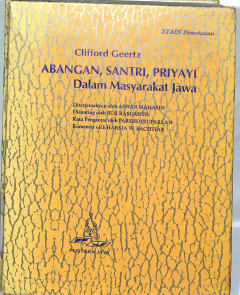 STAIN Pamekasan
Clifford Geertz
ABANGAN, SANTRI, PRIYAYI
Dalam Masyarakat Jawa
Diterjemahkan oleh ASWAB MAHASIN
Disunting oleh BUR RASUANTO
Kata Pengantar oleh PARSUDI SUPARLAN
Komentar oleh HARSJA W. BACHTIAR
PUSTAKA JAYA